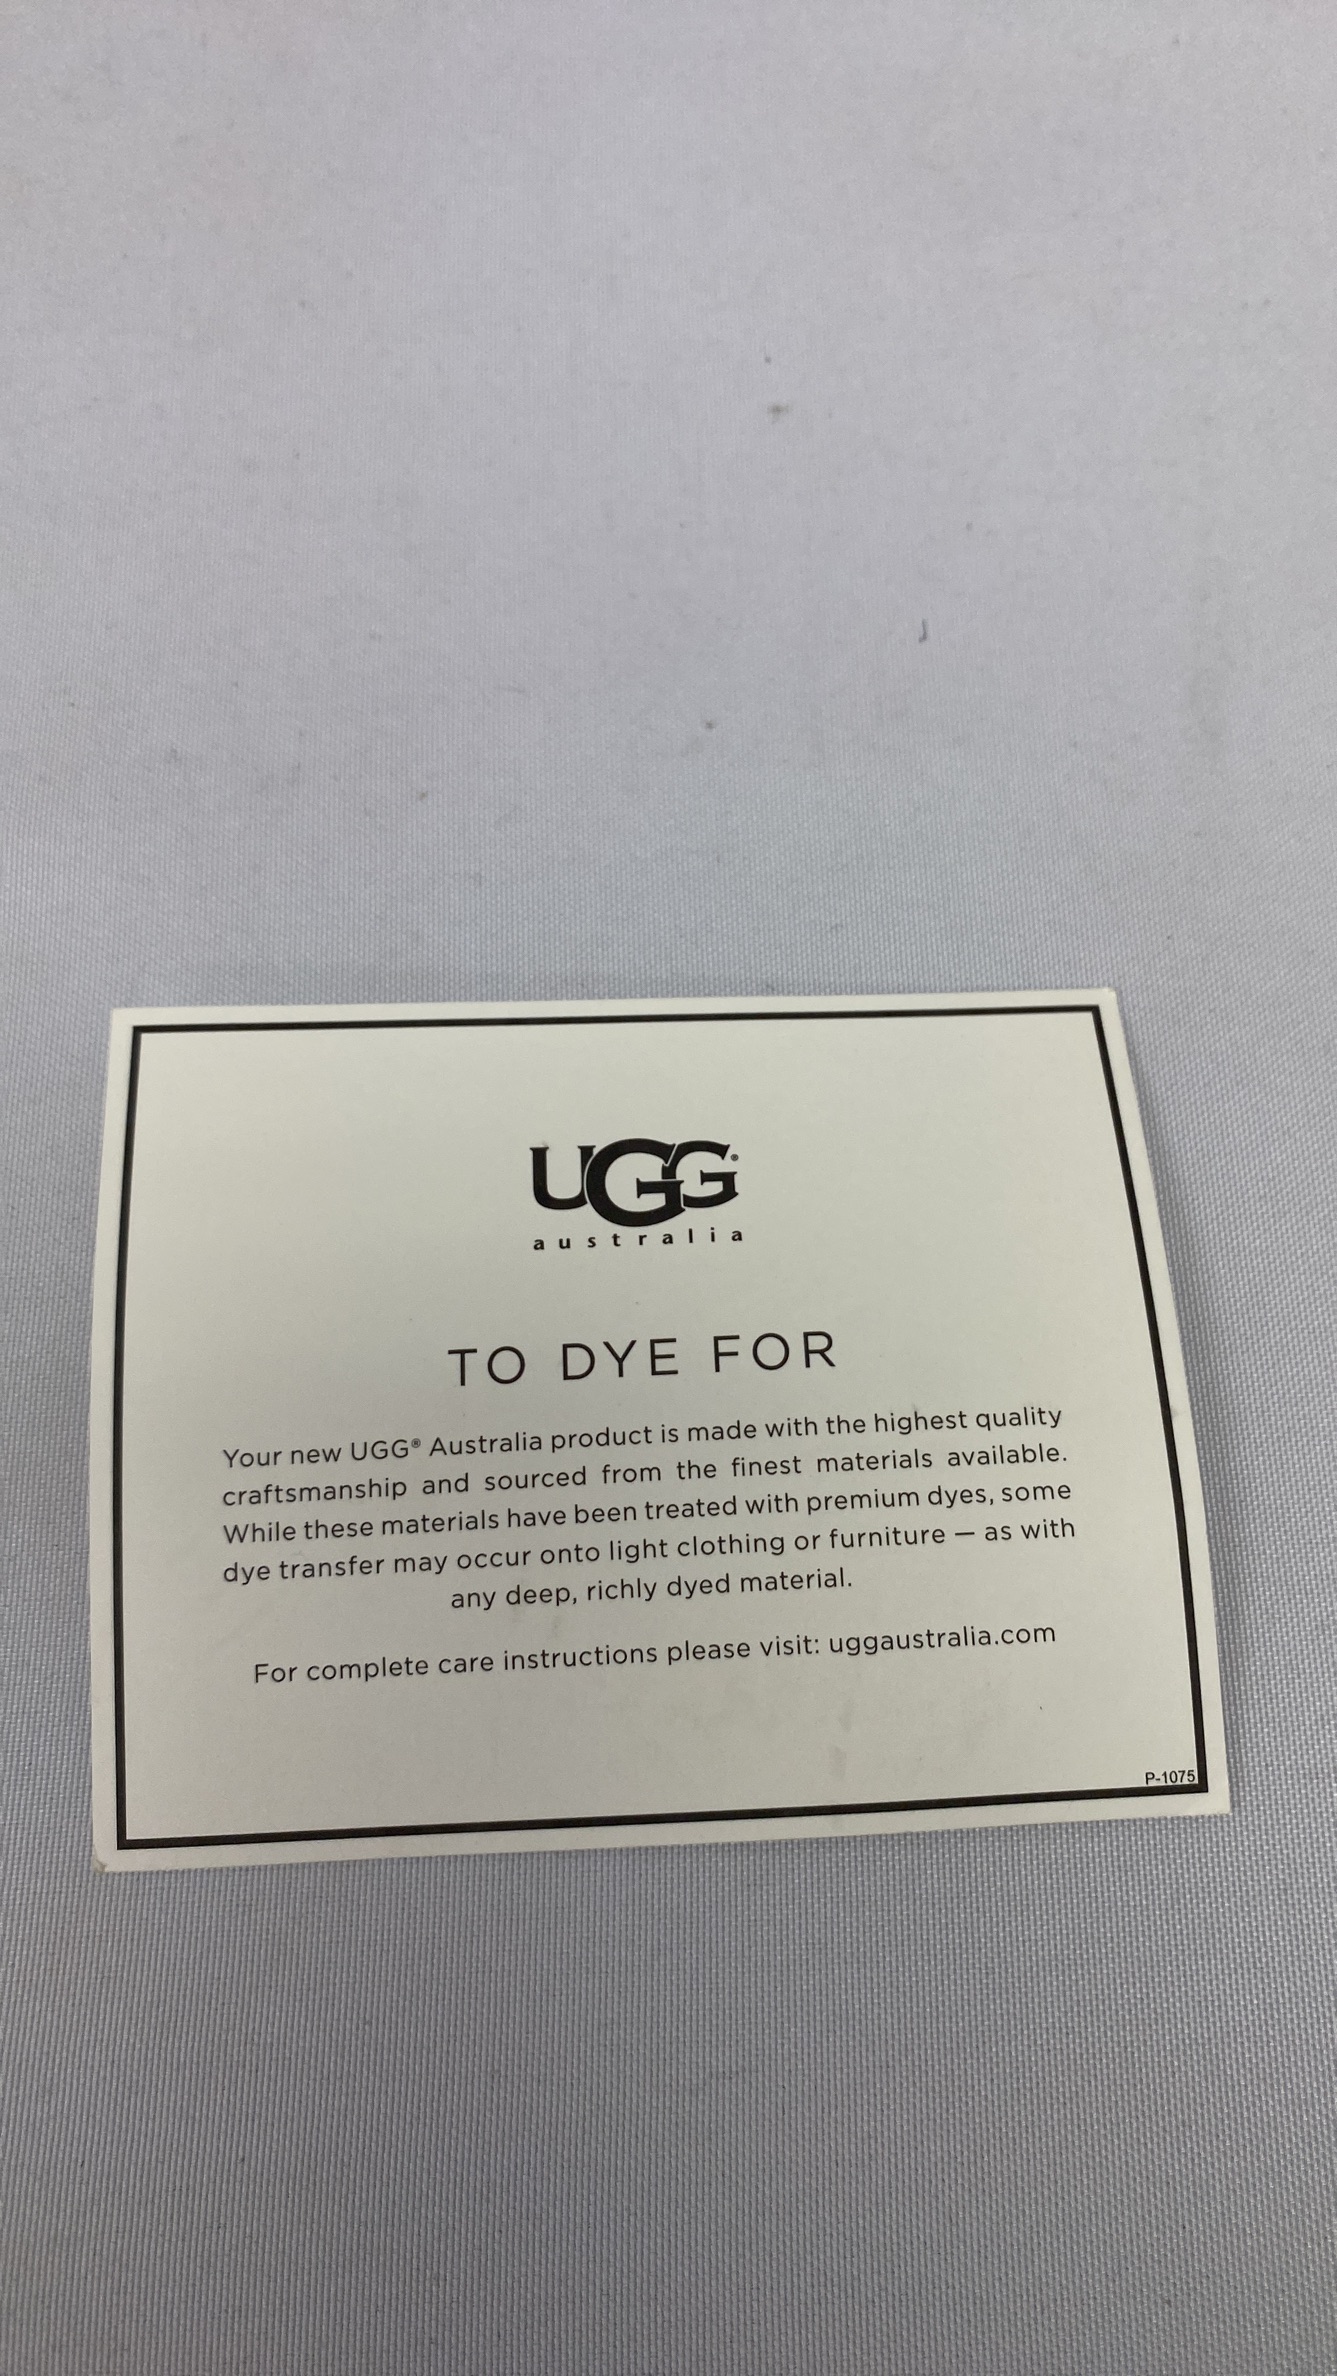 UGG®
australia
TO DYE FOR
Your new UGG® Australia product is made with the highest quality
craftsmanship and sourced from the finest materials available.
While these materials have been treated with premium dyes, some
dye transfer may occur onto light clothing or furniture — as with
any deep, richly dyed material.
For complete care instructions please visit: uggaustralia.com
P-1075